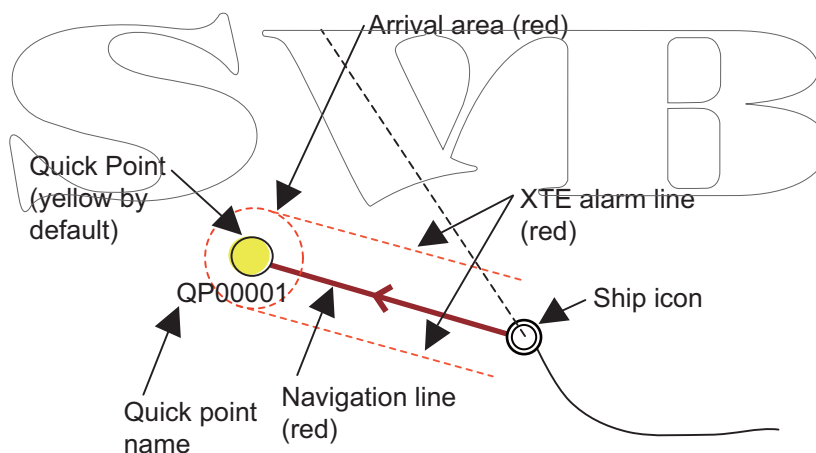 SVB
Arrival area (red)
Quick Point
(yellow by
default)
XTE alarm line
(red)
QP00001
Ship icon
Navigation line
(red)
Quick point
name